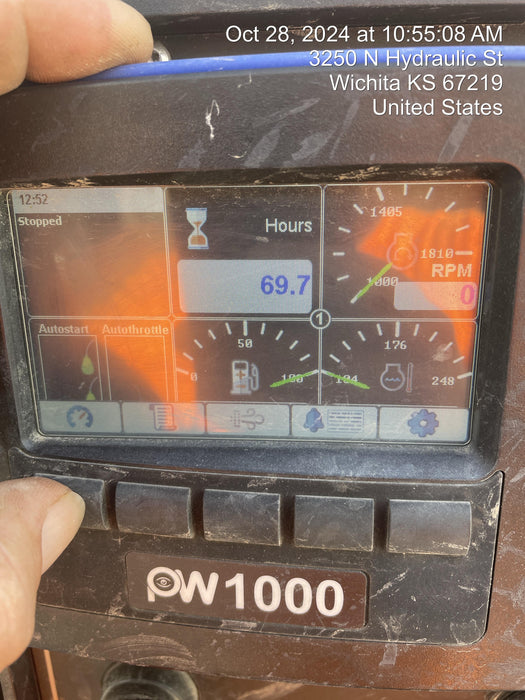 Oct 28, 2024 at 10:55:08 AM
3250 N Hydraulic St
Wichita KS 67219
United States
12:52
Stopped
Hours
69.7
1405
1810
1000
RPM
0
1
Autostart Autothrottle
0
50
100
104
176
248
PW1000